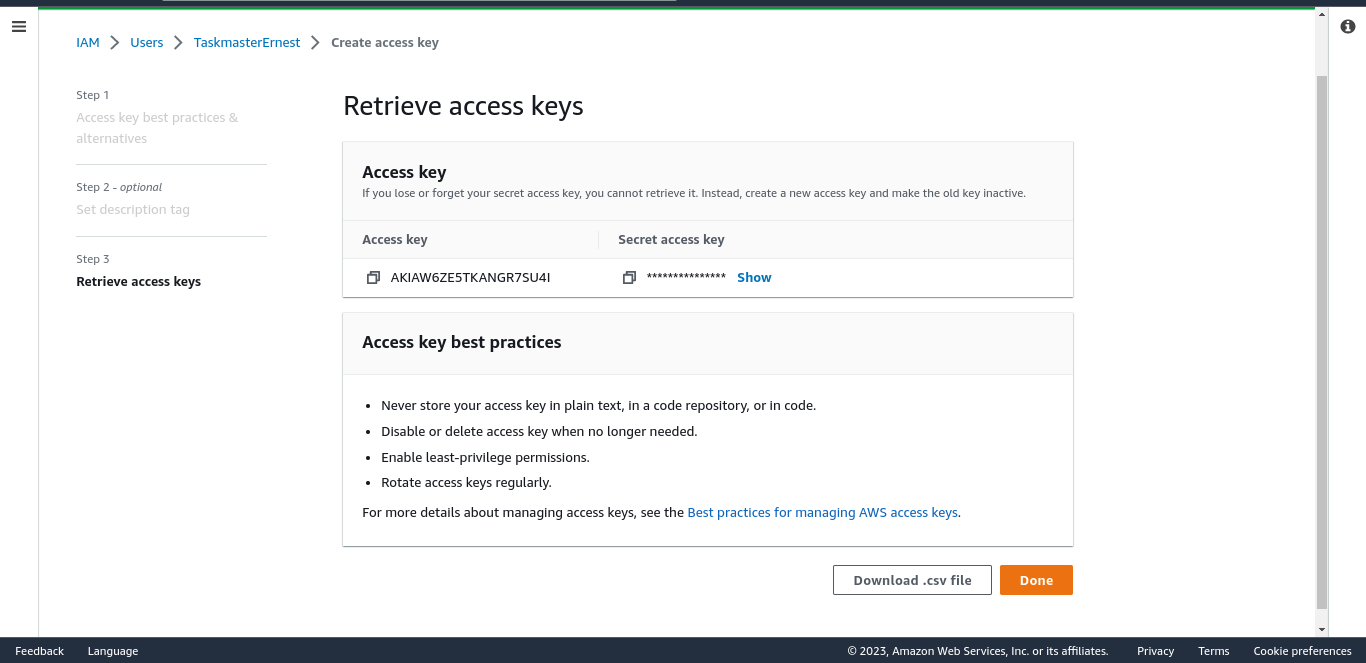 IAM > Users > TaskmasterErnest > Create access key
Step 1
Access key best practices &
alternatives
Step 2 - optional
Set description tag
Step 3
Retrieve access keys
Retrieve access keys
Access key
If you lose or forget your secret access key, you cannot retrieve it. Instead, create a new access key and make the old key inactive.
Access key Secret access key
AKIAW6ZE5TKANGR7SU4I *************** Show
Access key best practices
• Never store your access key in plain text, in a code repository, or in code.
• Disable or delete access key when no longer needed.
• Enable least-privilege permissions.
• Rotate access keys regularly.
For more details about managing access keys, see the Best practices for managing AWS access keys.
Download .csv file Done
Feedback Language © 2023, Amazon Web Services, Inc. or its affiliates. Privacy Terms Cookie preferences